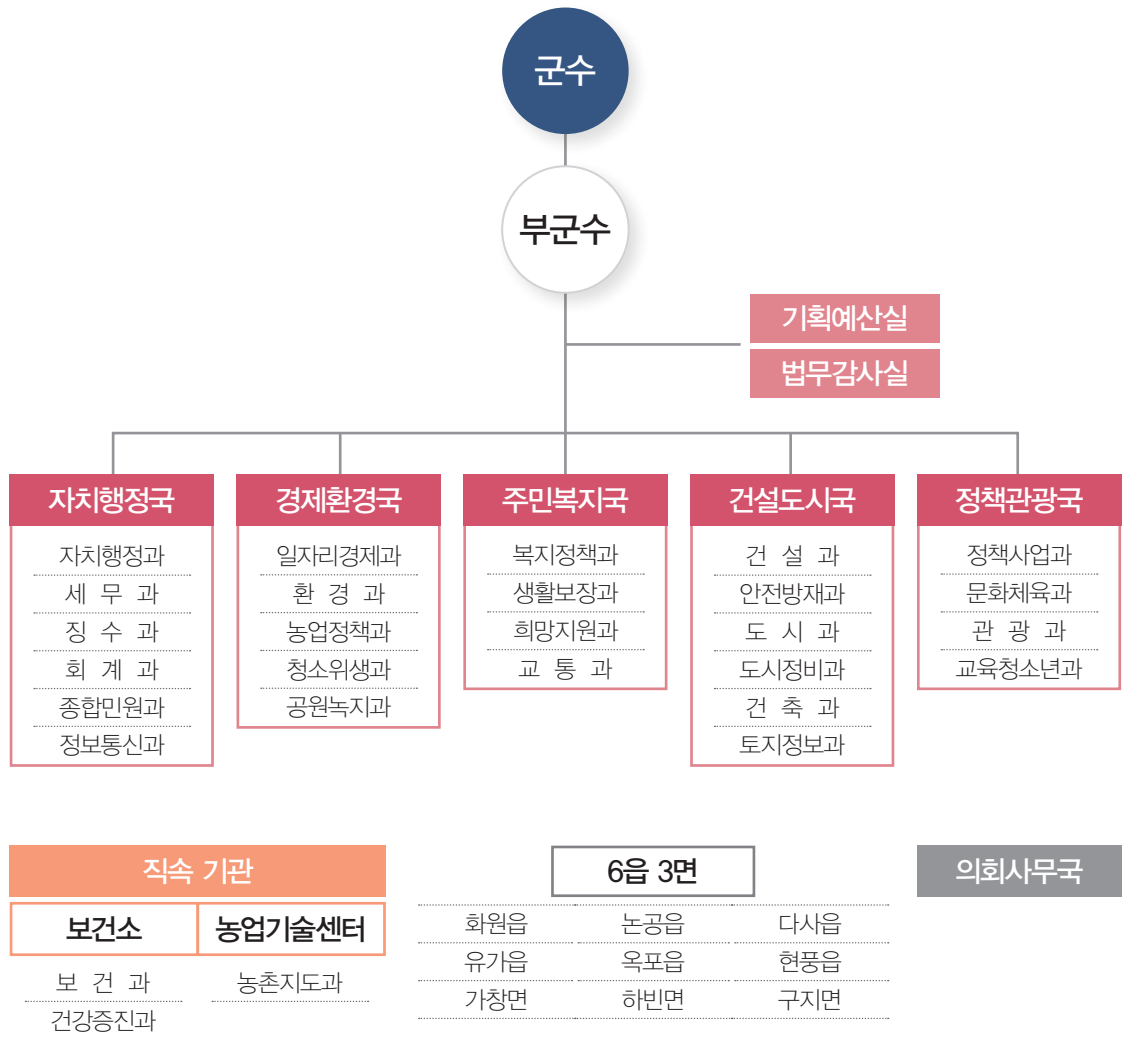 군수
부군수
기획예산실
법무감사실
자치행정국
자치행정과
세 무 과
징 수 과
회 계 과
종합민원과
정보통신과
경제환경국
일자리경제과
환 경 과
농업정책과
청소위생과
공원녹지과
주민복지국
복지정책과
생활보장과
희망지원과
교 통 과
건설도시국
건 설 과
안전방재과
도 시 과
도시정비과
건 축 과
토지정보과
정책관광국
정책사업과
문화체육과
관 광 과
교육청소년과
직속 기관
보건소
보 건 과
건강증진과
농업기술센터
농촌지도과
6읍 3면
화원읍 논공읍 다사읍
유가읍 옥포읍 현풍읍
가창면 하빈면 구지면
의회사무국